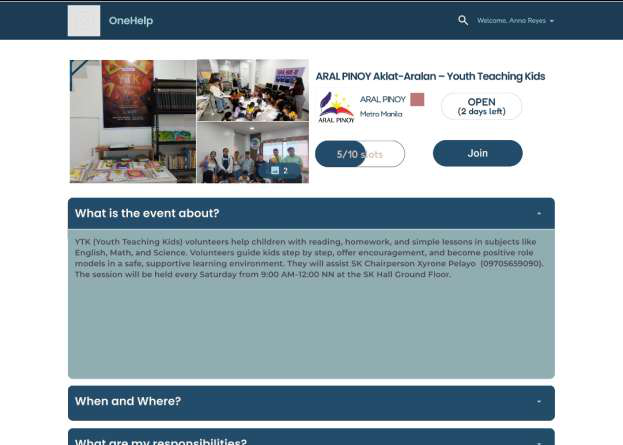 OneHelp
Welcome, Anna Reyes
YTK
ARAL PINOY Aklat-Aralan – Youth Teaching Kids
ARAL PINOY
Metro Manila
ARAL PINOY
OPEN
(2 days left)
5/10 slots
Join
2
What is the event about?
YTK (Youth Teaching Kids) volunteers help children with reading, homework, and simple lessons in subjects like
English, Math, and Science. Volunteers guide kids step by step, offer encouragement, and become positive role
models in a safe, supportive learning environment. They will assist SK Chairperson Xyrone Pelayo (09705659090).
The session will be held every Saturday from 9:00 AM-12:00 NN at the SK Hall Ground Floor.
When and Where?
What are my responsibilities?